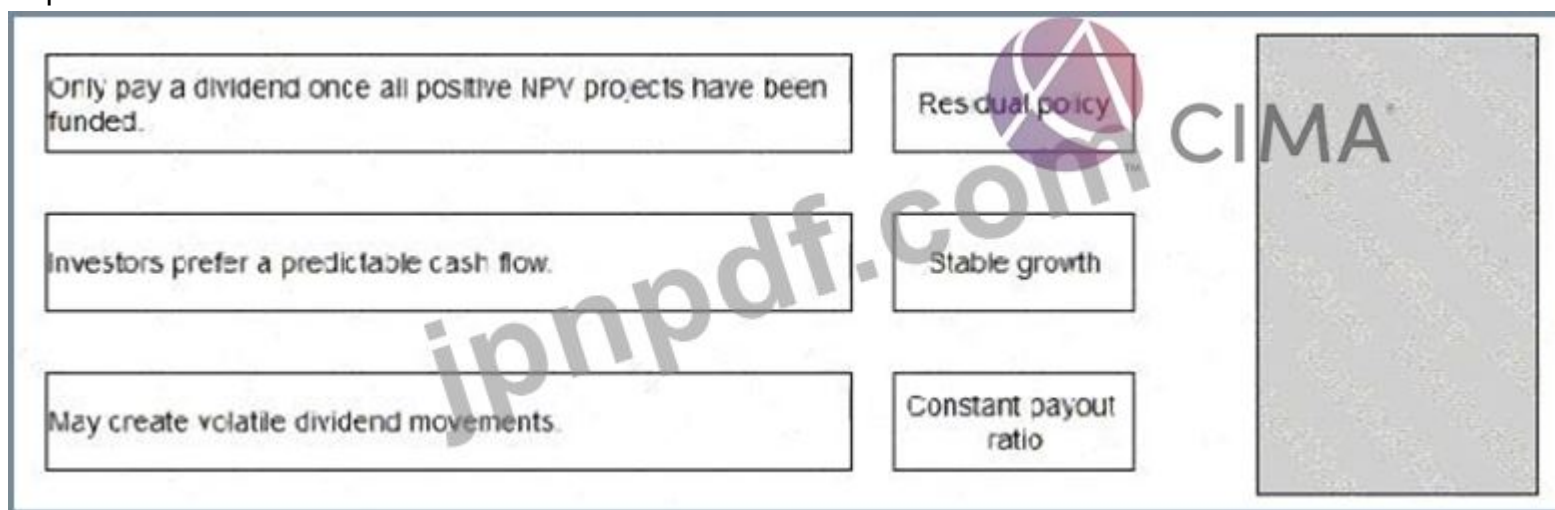 Only pay a dividend once all positive NPV projects have been
funded.
Residual policy
CIMA
TM
Investors prefer a predictable cash flow.
Stable growth
jpnpdf.com
May create volatile dividend movements.
Constant payout
ratio